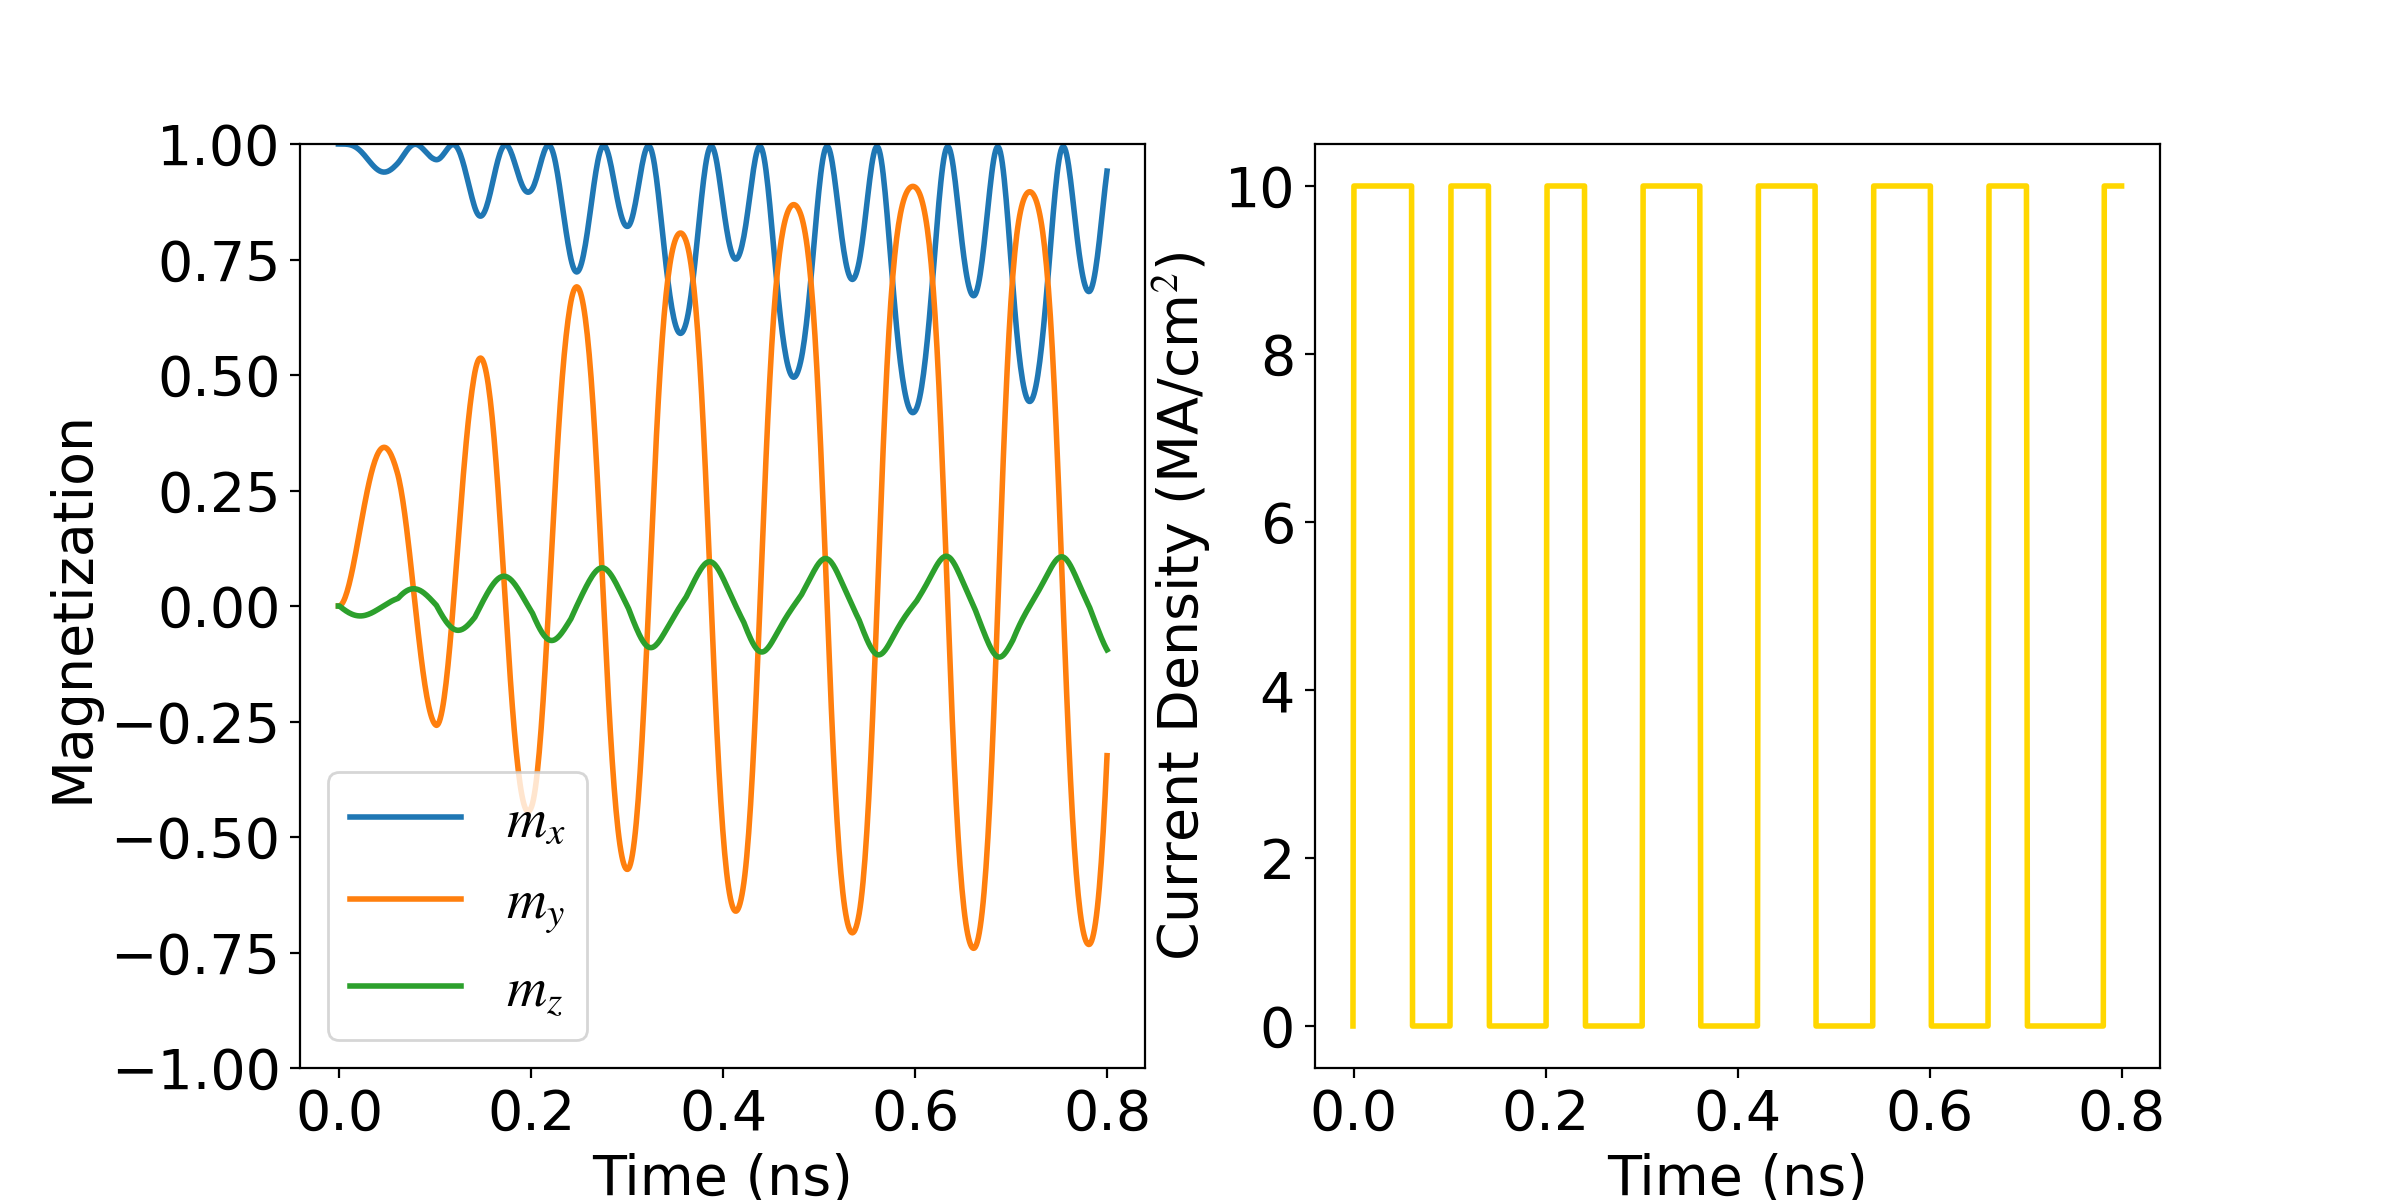 1.00
0.75
0.50
0.25
0.00
−0.25
−0.50
−0.75
−1.00
Magnetization
m_x
m_y
m_z
0.0 0.2 0.4 0.6 0.8
Time (ns)
10
8
6
4
2
0
Current Density (MA/cm²)
0.0 0.2 0.4 0.6 0.8
Time (ns)